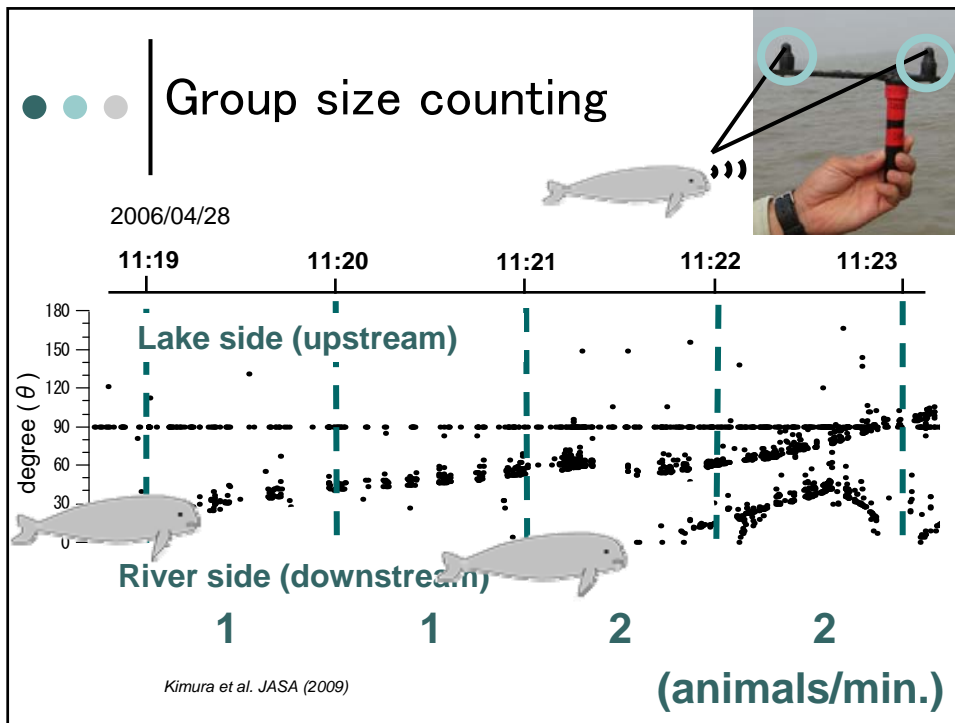 Group size counting
2006/04/28
11:19 11:20 11:21 11:22 11:23
180
150
120
90
60
30
0
degree (θ)
Lake side (upstream)
River side (downstream)
1 1 2 2
(animals/min.)
Kimura et al. JASA (2009)